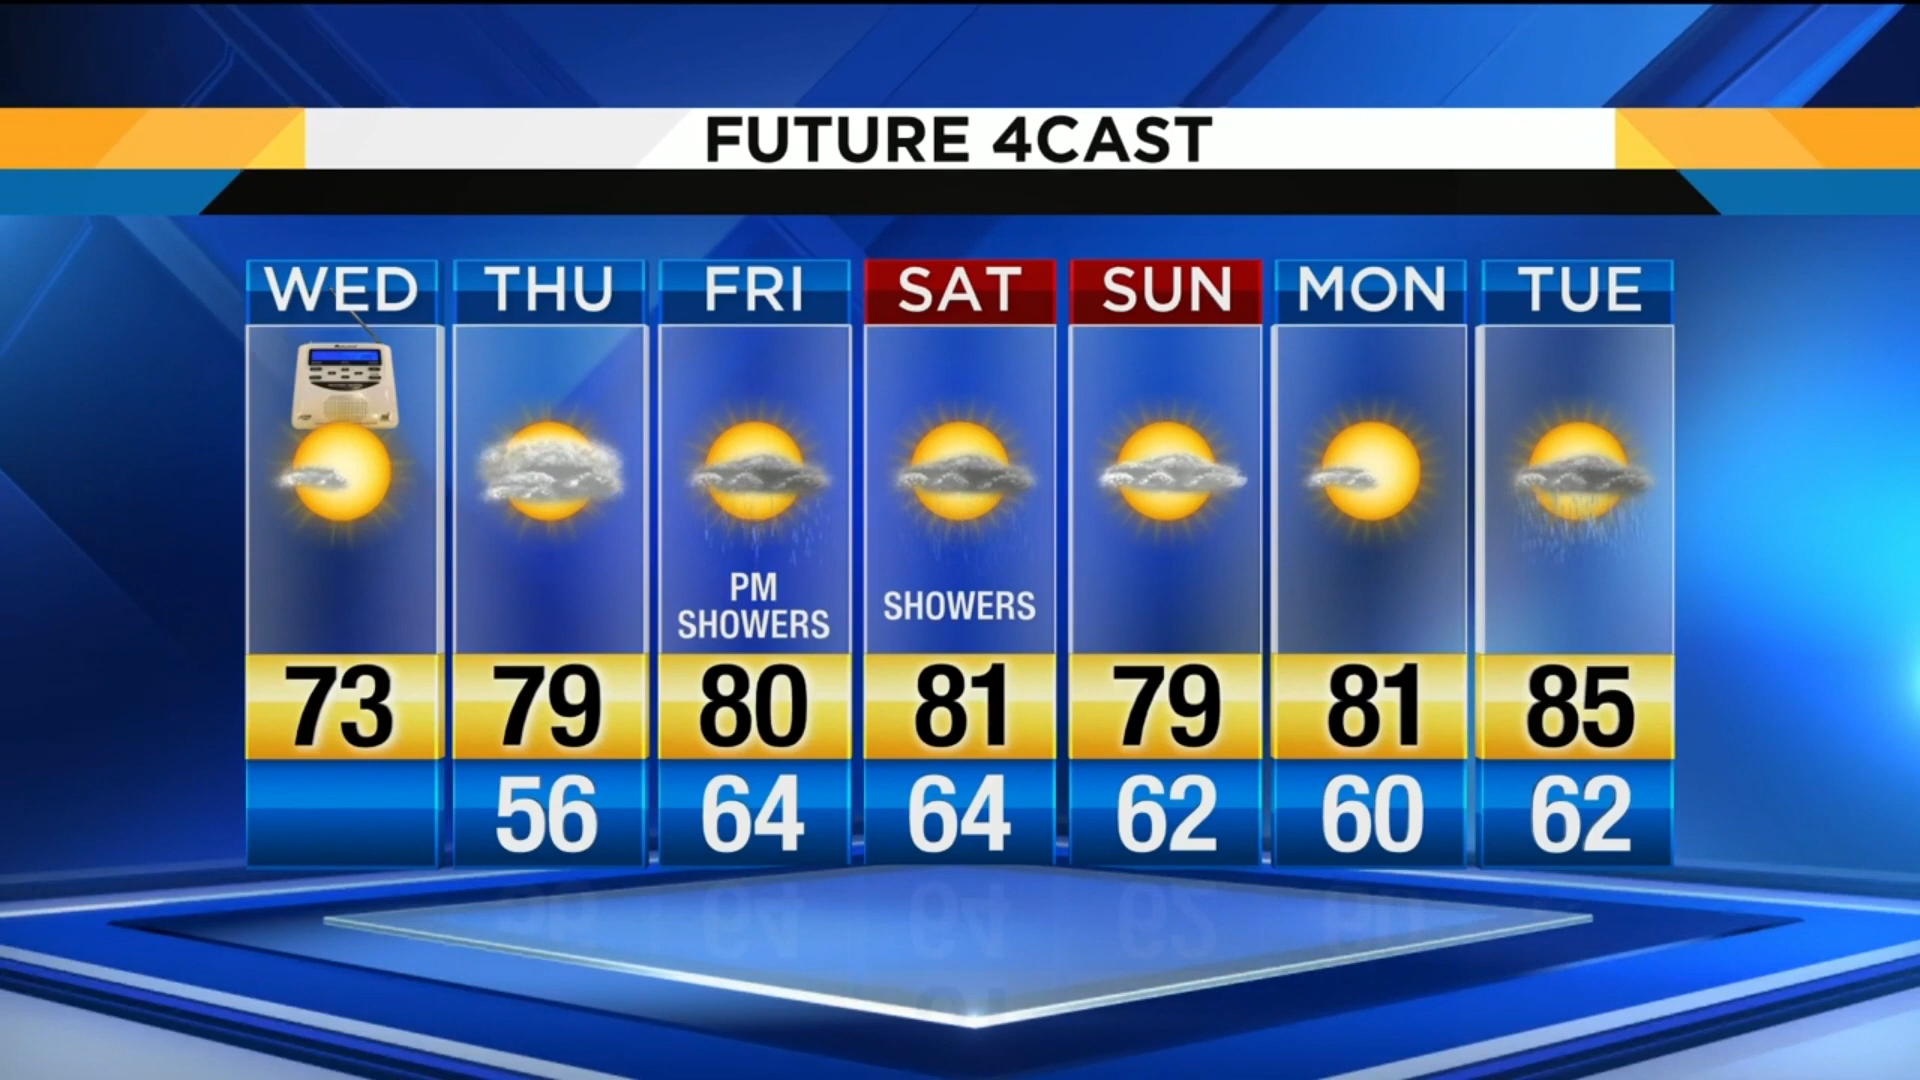 FUTURE 4CAST
WED THU FRI SAT SUN MON TUE
PM
SHOWERS
SHOWERS
73 79 80 81 79 81 85
56 64 64 62 60 62